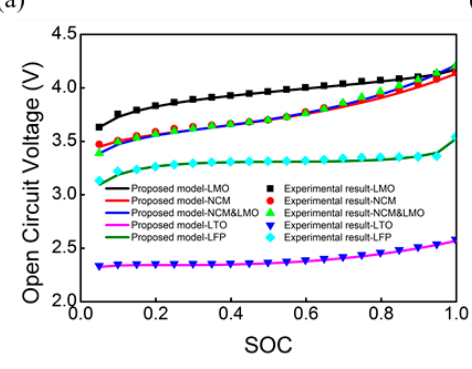 (a)
4.5
4.0
3.5
3.0
2.5
2.0
Open Circuit Voltage (V)
Proposed model-LMO
Proposed model-NCM
Proposed model-NCM&LMO
Proposed model-LTO
Proposed model-LFP
Experimental result-LMO
Experimental result-NCM
Experimental result-NCM&LMO
Experimental result-LTO
Experimental result-LFP
0.0 0.2 0.4 0.6 0.8 1.0
SOC